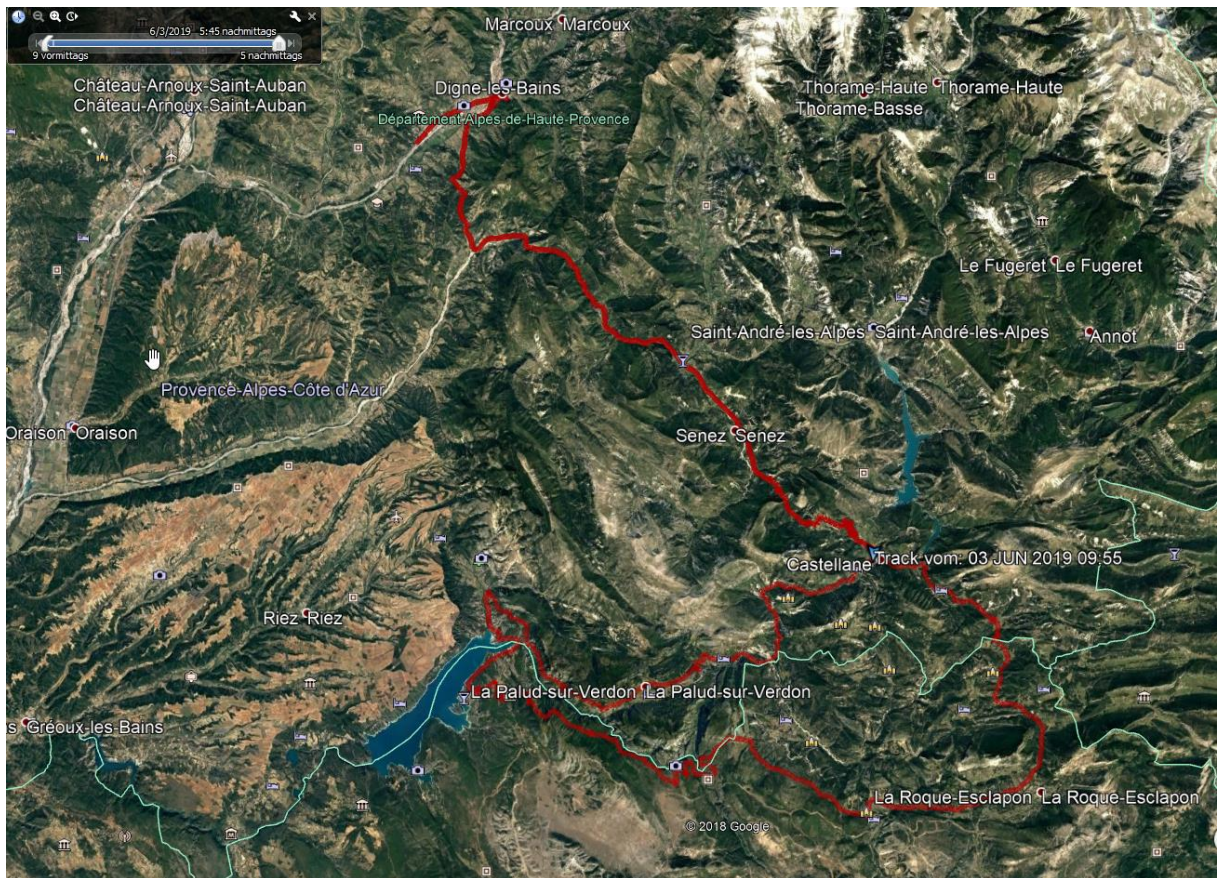 6/3/2019 5:45 nachmittags
9 vormittags 5 nachmittags
Marcoux Marcoux
Château-Arnoux-Saint-Auban
Château-Arnoux-Saint-Auban
Digne-les-Bains
Thorame-Haute Thorame-Haute
Thorame-Basse
Département Alpes-de-Haute-Provence
Le Fugeret Le Fugeret
Saint-André-les-Alpes Saint-André-les-Alpes
Annot
Provence-Alpes-Côte d'Azur
Oraison Oraison
Senez Senez
Track vom: 03 JUN 2019 09:55
Castellane
Riez Riez
La Palud-sur-Verdon La Palud-sur-Verdon
Gréoux-les-Bains
La Roque-Esclapon La Roque-Esclapon
© 2018 Google